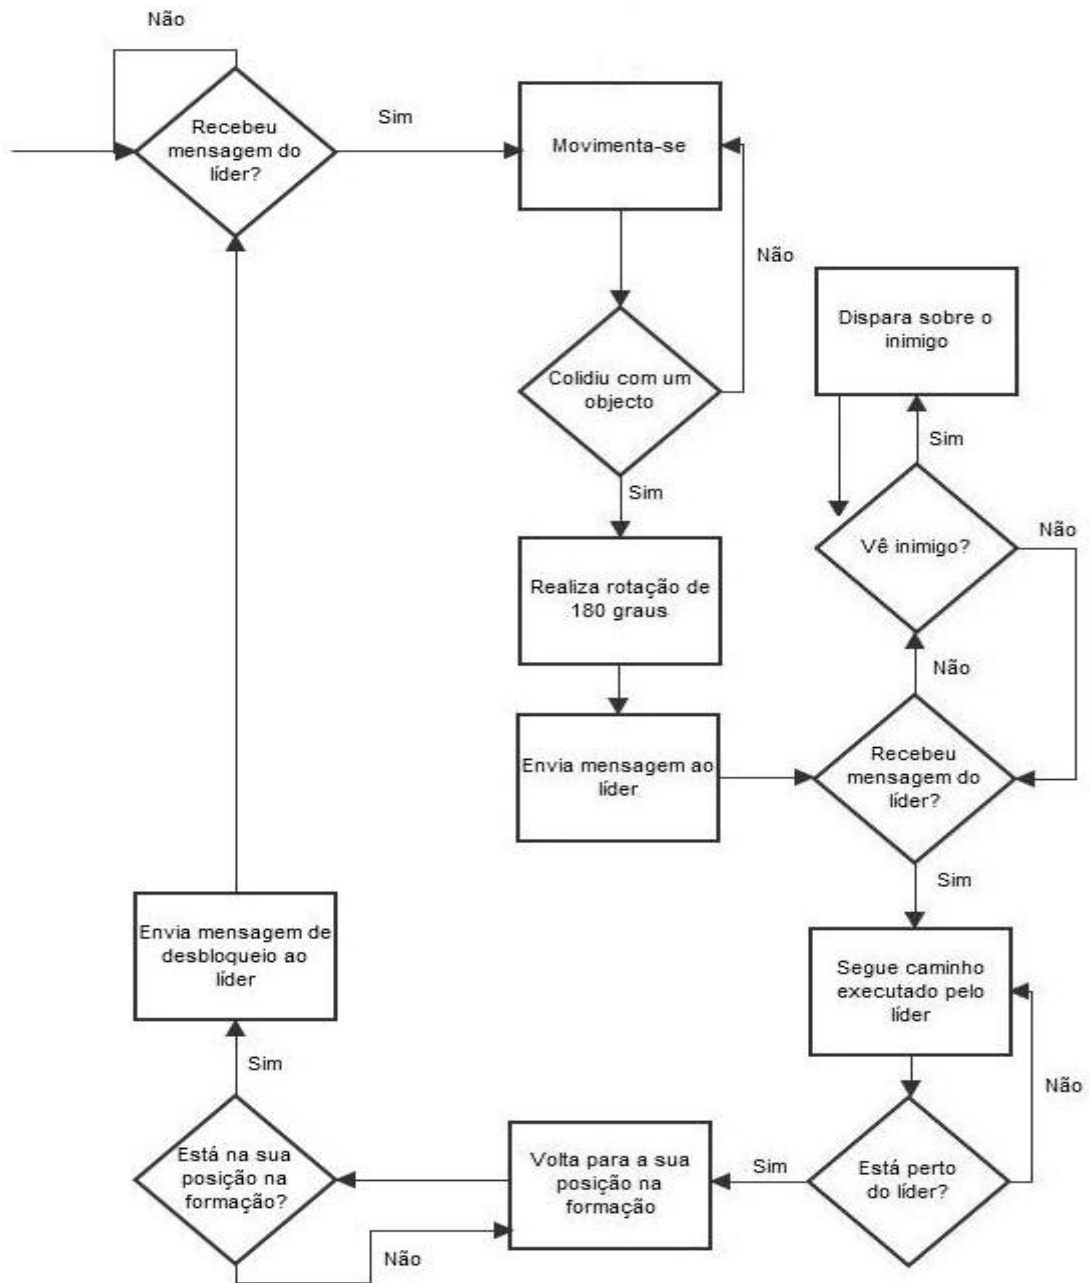 Não
Recebeu
mensagem do
líder?
Sim
Movimenta-se
Não
Colidiu com um
objecto
Sim
Dispara sobre o
inimigo
Sim
Vê inimigo?
Não
Realiza rotação de
180 graus
Não
Envia mensagem ao
líder
Recebeu
mensagem do
líder?
Sim
Envia mensagem de
desbloqueio ao
líder
Segue caminho
executado pelo
líder
Não
Sim
Está na sua
posição na
formação?
Volta para a sua
posição na
formação
Sim
Está perto
do líder?
Não